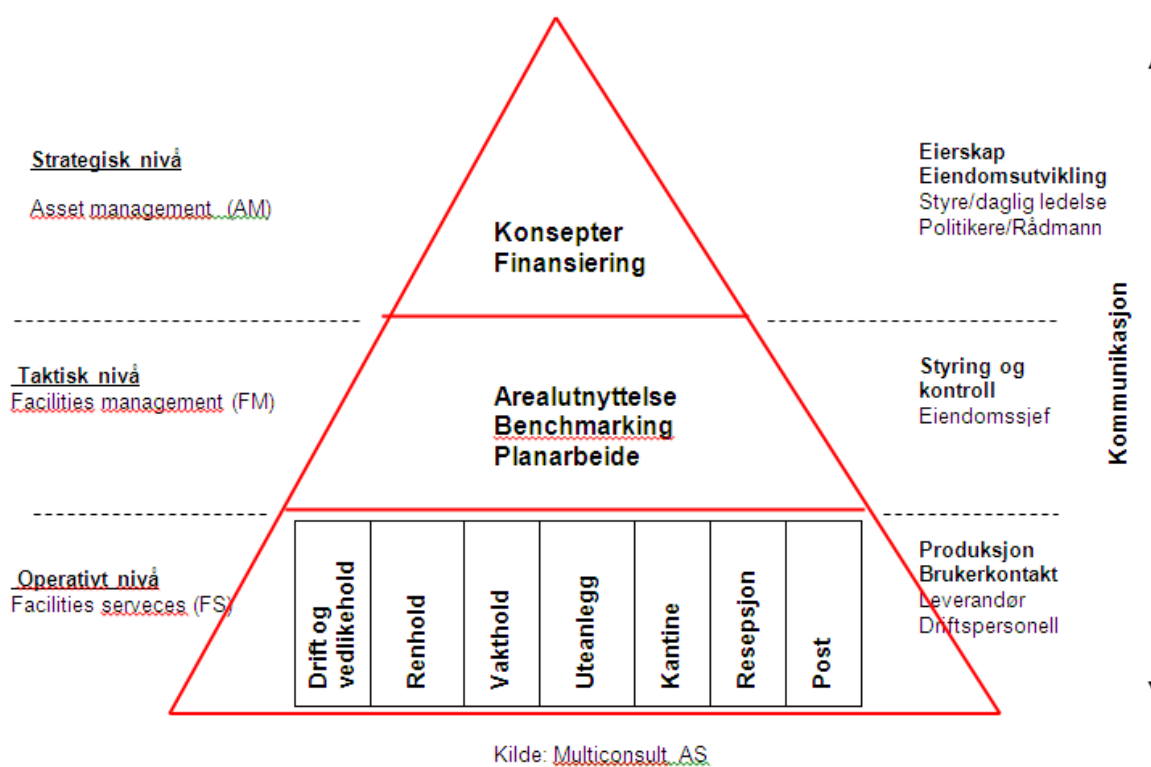 Strategisk nivå
Asset management (AM)
Eierskap
Eiendomsutvikling
Styre/daglig ledelse
Politikere/Rådmann
Konsepter
Finansiering
Kommunikasjon
Taktisk nivå
Facilities management (FM)
Styring og
kontroll
Eiendomssjef
Arealutnyttelse
Benchmarking
Planarbeide
Operativt nivå
Facilities serveces (FS)
Drift og
vedlikehold
Renhold
Vakthold
Uteanlegg
Kantine
Resepsjon
Post
Produksjon
Brukerkontakt
Leverandør
Driftspersonell
Kilde: Multiconsult AS